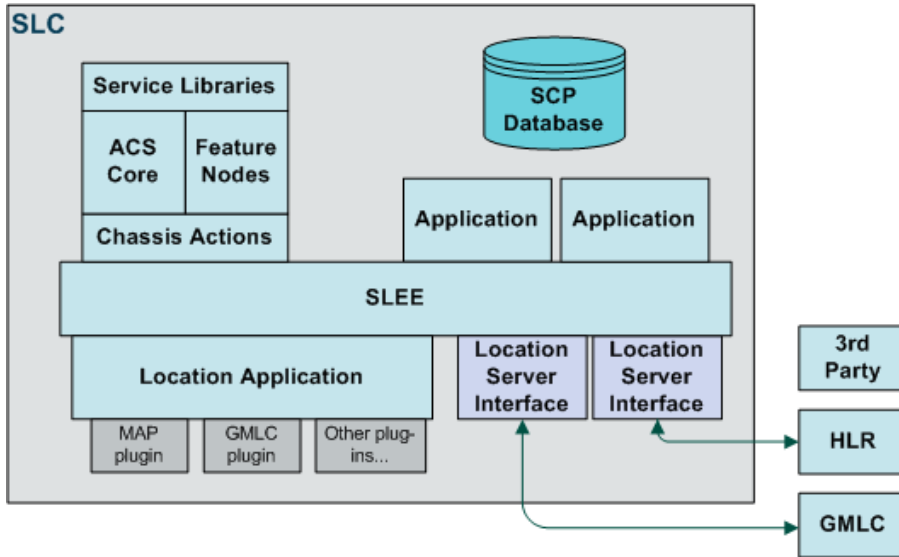 SLC
Service Libraries
ACS
Core
Feature
Nodes
Chassis Actions
SCP
Database
Application
Application
SLEE
Location Application
Location
Server
Interface
Location
Server
Interface
MAP
plugin
GMLC
plugin
Other plug-
ins...
3rd
Party
HLR
GMLC